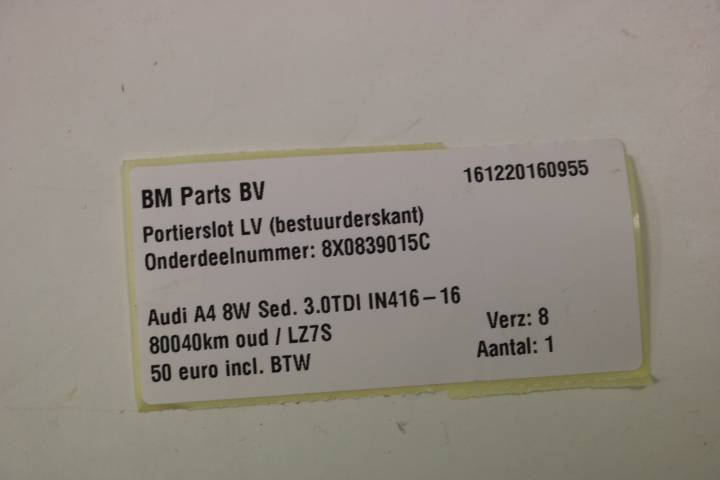 BM Parts BV
161220160955
Portierslot LV (bestuurderskant)
Onderdeelnummer: 8X0839015C
Audi A4 8W Sed. 3.0TDI IN416 – 16
80040km oud / LZ7S
Verz: 8
50 euro incl. BTW
Aantal: 1